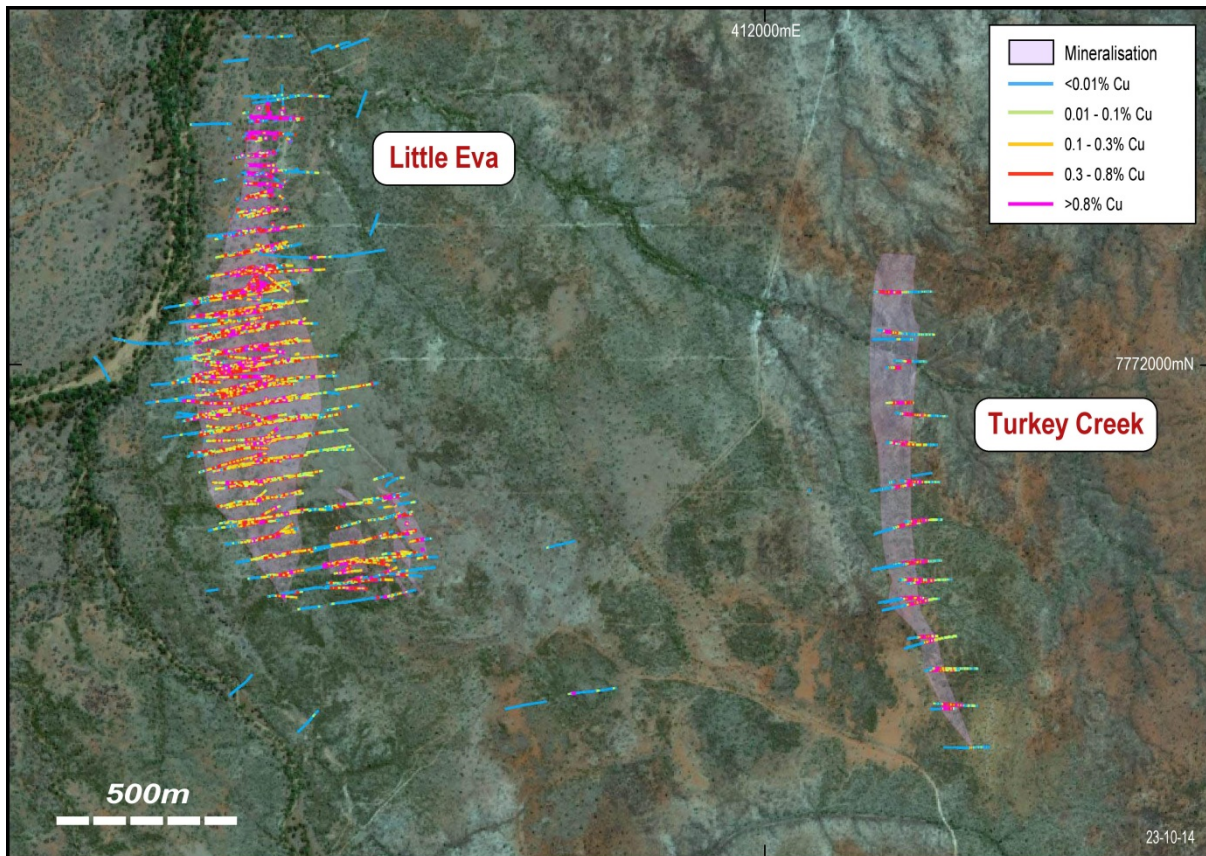 412000mE
Mineralisation
<0.01% Cu
0.01 - 0.1% Cu
0.1 - 0.3% Cu
0.3 - 0.8% Cu
>0.8% Cu
Little Eva
7772000mN
Turkey Creek
500m
23-10-14